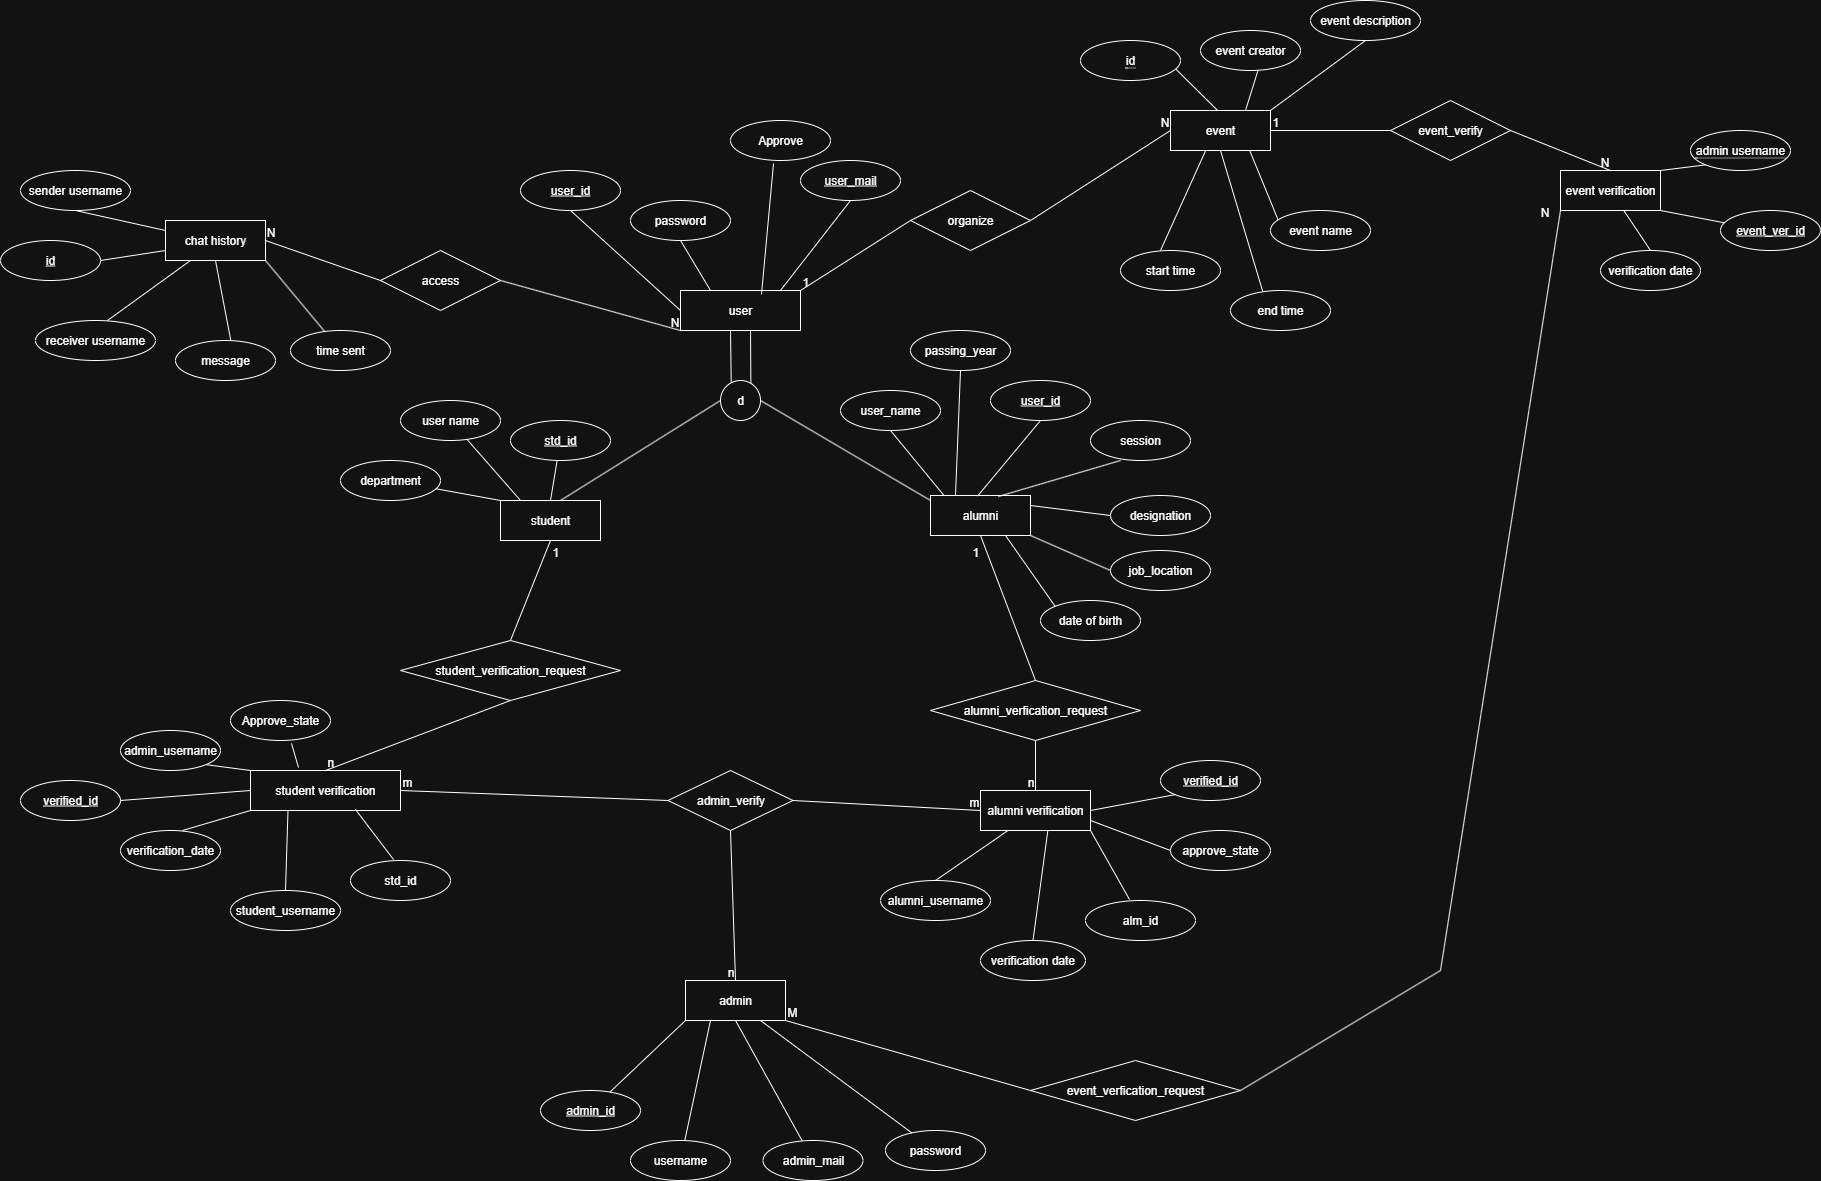 event description
event creator
id
event
N
1
event_verify
N
admin username
event verification
N
event_ver_id
verification date
event name
start time
end time
Approve
user_mail
user_id
password
organize
1
user
N
sender username
chat history
N
id
access
receiver username
message
time sent
d
passing_year
user_name
user_id
session
designation
job_location
date of birth
alumni
1
user name
std_id
department
student
1
student_verification_request
alumni_verfication_request
Approve_state
admin_username
n
student verification
m
verified_id
verification_date
std_id
student_username
admin_verify
n
m
alumni verification
verified_id
approve_state
alumni_username
alm_id
verification date
n
admin
M
event_verfication_request
admin_id
username
admin_mail
password